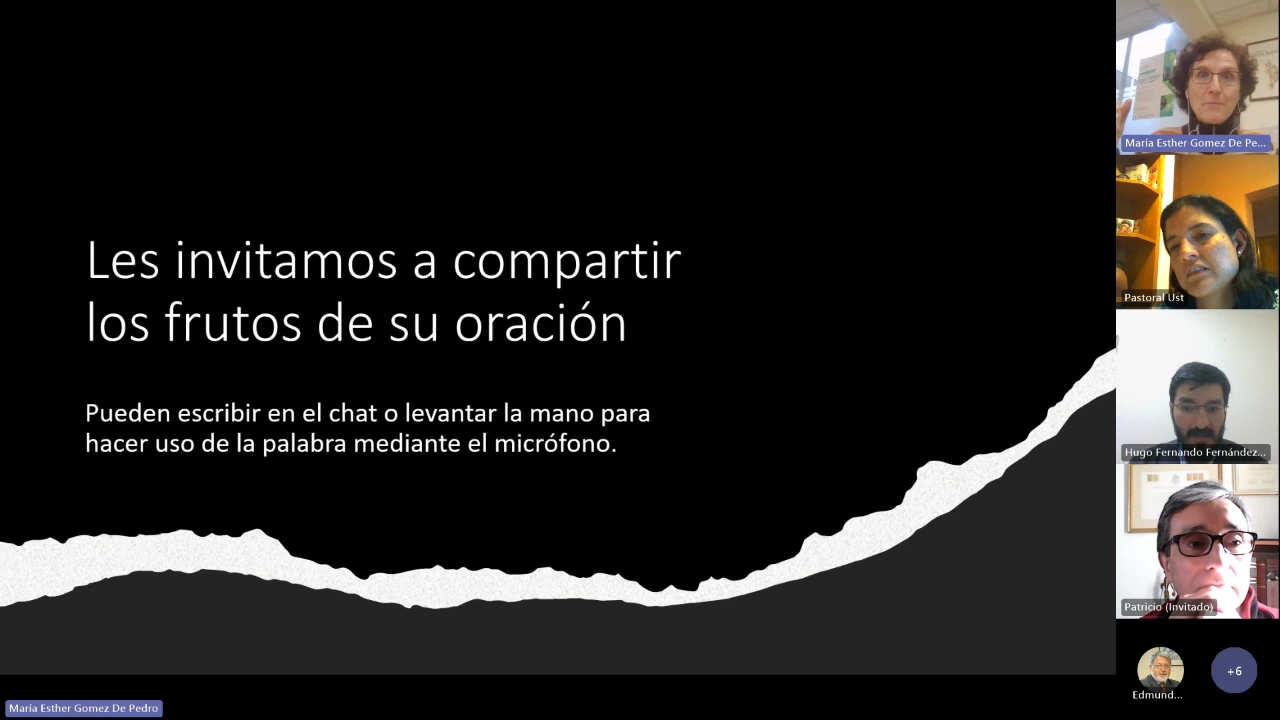 Les invitamos a compartir
los frutos de su oración
Pueden escribir en el chat o levantar la mano para
hacer uso de la palabra mediante el micrófono.
María Esther Gomez De Pe...
Pastoral Ust
Hugo Fernando Fernández...
Patricio (Invitado)
Edmund...
+6
María Esther Gomez De Pedro